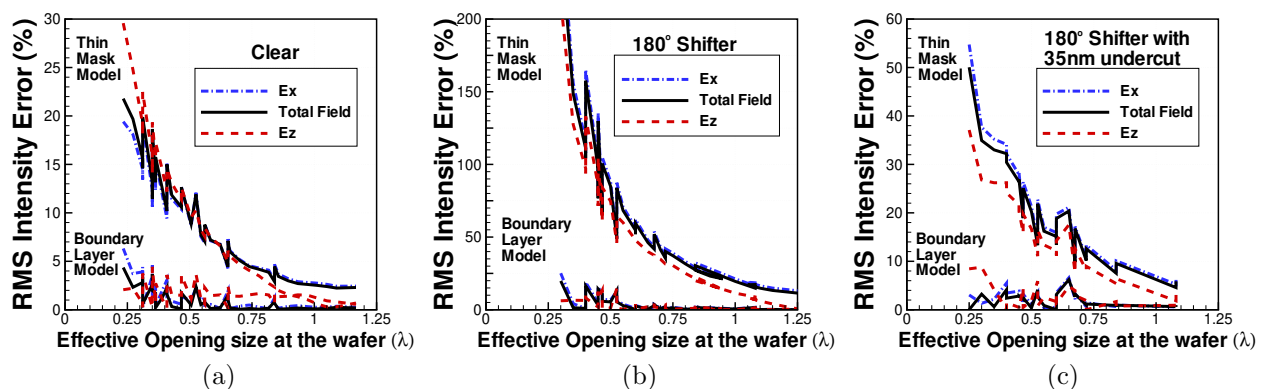 RMS Intensity Error (%)
30
25
20
15
10
5
0
Thin
Mask
Model
Clear
Ex
Total Field
Ez
Boundary
Layer
Model
0 0.25 0.5 0.75 1 1.25
Effective Opening size at the wafer (λ)
(a)
RMS Intensity Error (%)
200
150
100
50
0
Thin
Mask
Model
180° Shifter
Ex
Total Field
Ez
Boundary
Layer
Model
0 0.25 0.5 0.75 1 1.25
Effective Opening size at the wafer (λ)
(b)
RMS Intensity Error (%)
60
50
40
30
20
10
0
Thin
Mask
Model
180° Shifter with
35nm undercut
Ex
Total Field
Ez
Boundary
Layer
Model
0 0.25 0.5 0.75 1 1.25
Effective Opening size at the wafer (λ)
(c)